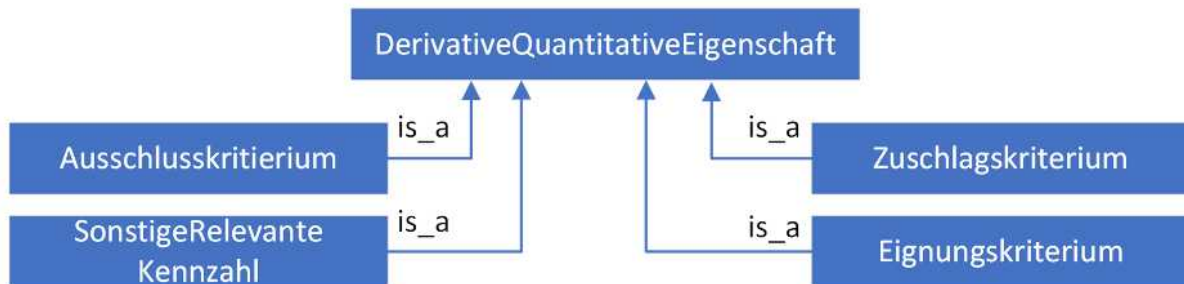 DerivativeQuantitativeEigenschaft
is_a
is_a
Ausschlusskritierium
Zuschlagskriterium
is_a
is_a
SonstigeRelevante
Kennzahl
Eignungskriterium